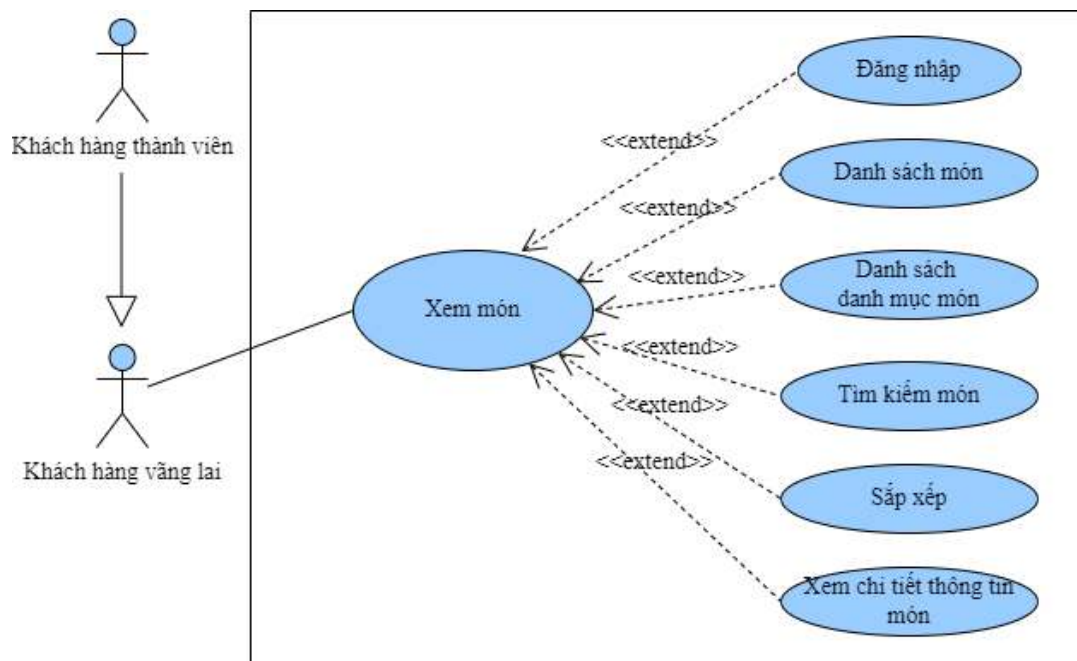 Khách hàng thành viên
Khách hàng vãng lai
Xem món
<<extend>>
<<extend>>
<<extend>>
<<extend>>
<<extend>>
<<extend>>
Đăng nhập
Danh sách món
Danh sách
danh mục món
Tìm kiếm món
Sắp xếp
Xem chi tiết thông tin
món